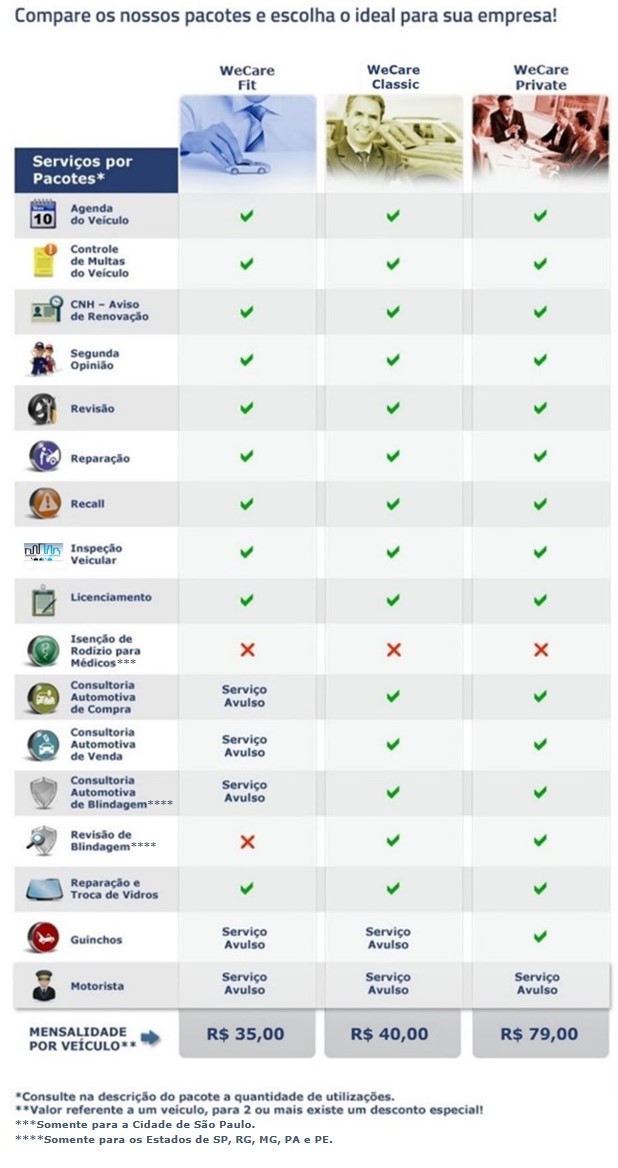 Compare os nossos pacotes e escolha o ideal para sua empresa!
WeCare
Fit
WeCare
Classic
WeCare
Private
Serviços por
Pacotes*
10
Agenda
do Veículo
Controle
de Multas
do Veículo
CNH – Aviso
de Renovação
Segunda
Opinião
Revisão
Reparação
Recall
Inspeção
Veicular
Licenciamento
Isenção de
Rodízio para
Médicos***
Consultoria
Automotiva
de Compra
Serviço
Avulso
Consultoria
Automotiva
de Venda
Serviço
Avulso
Consultoria
Automotiva
de Blindagem****
Serviço
Avulso
Revisão de
Blindagem****
Reparação e
Troca de Vidros
Guinchos
Serviço
Avulso
Serviço
Avulso
Motorista
Serviço
Avulso
Serviço
Avulso
Serviço
Avulso
MENSALIDADE
POR VEÍCULO**
R$ 35,00
R$ 40,00
R$ 79,00
*Consulte na descrição do pacote a quantidade de utilizações.
**Valor referente a um veículo, para 2 ou mais existe um desconto especial!
***Somente para a Cidade de São Paulo.
****Somente para os Estados de SP, RG, MG, PA e PE.